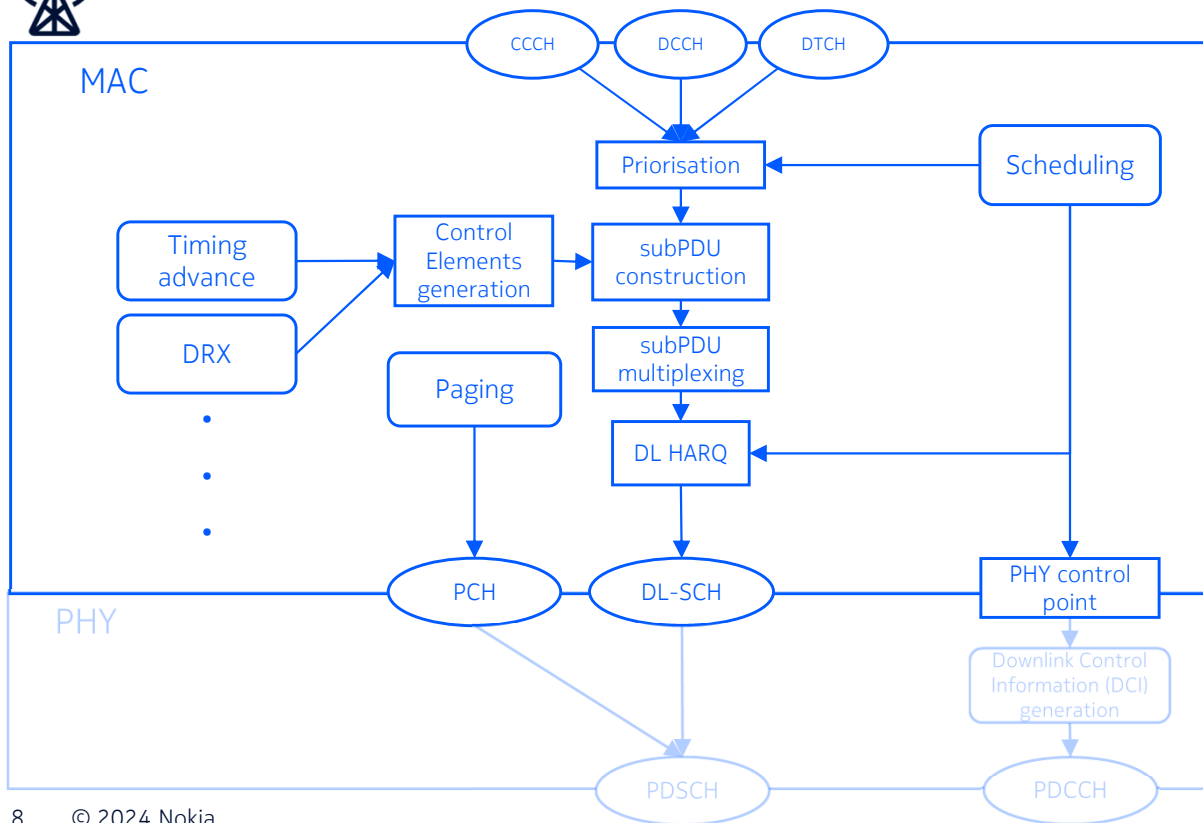 CCCH
DCCH
DTCH
MAC
Priorisation
Scheduling
Timing
advance
Control
Elements
generation
subPDU
construction
DRX
subPDU
multiplexing
Paging
DL HARQ
PCH
DL-SCH
PHY control
point
PHY
Downlink Control
Information (DCI)
generation
PDSCH
PDCCH
8 © 2024 Nokia